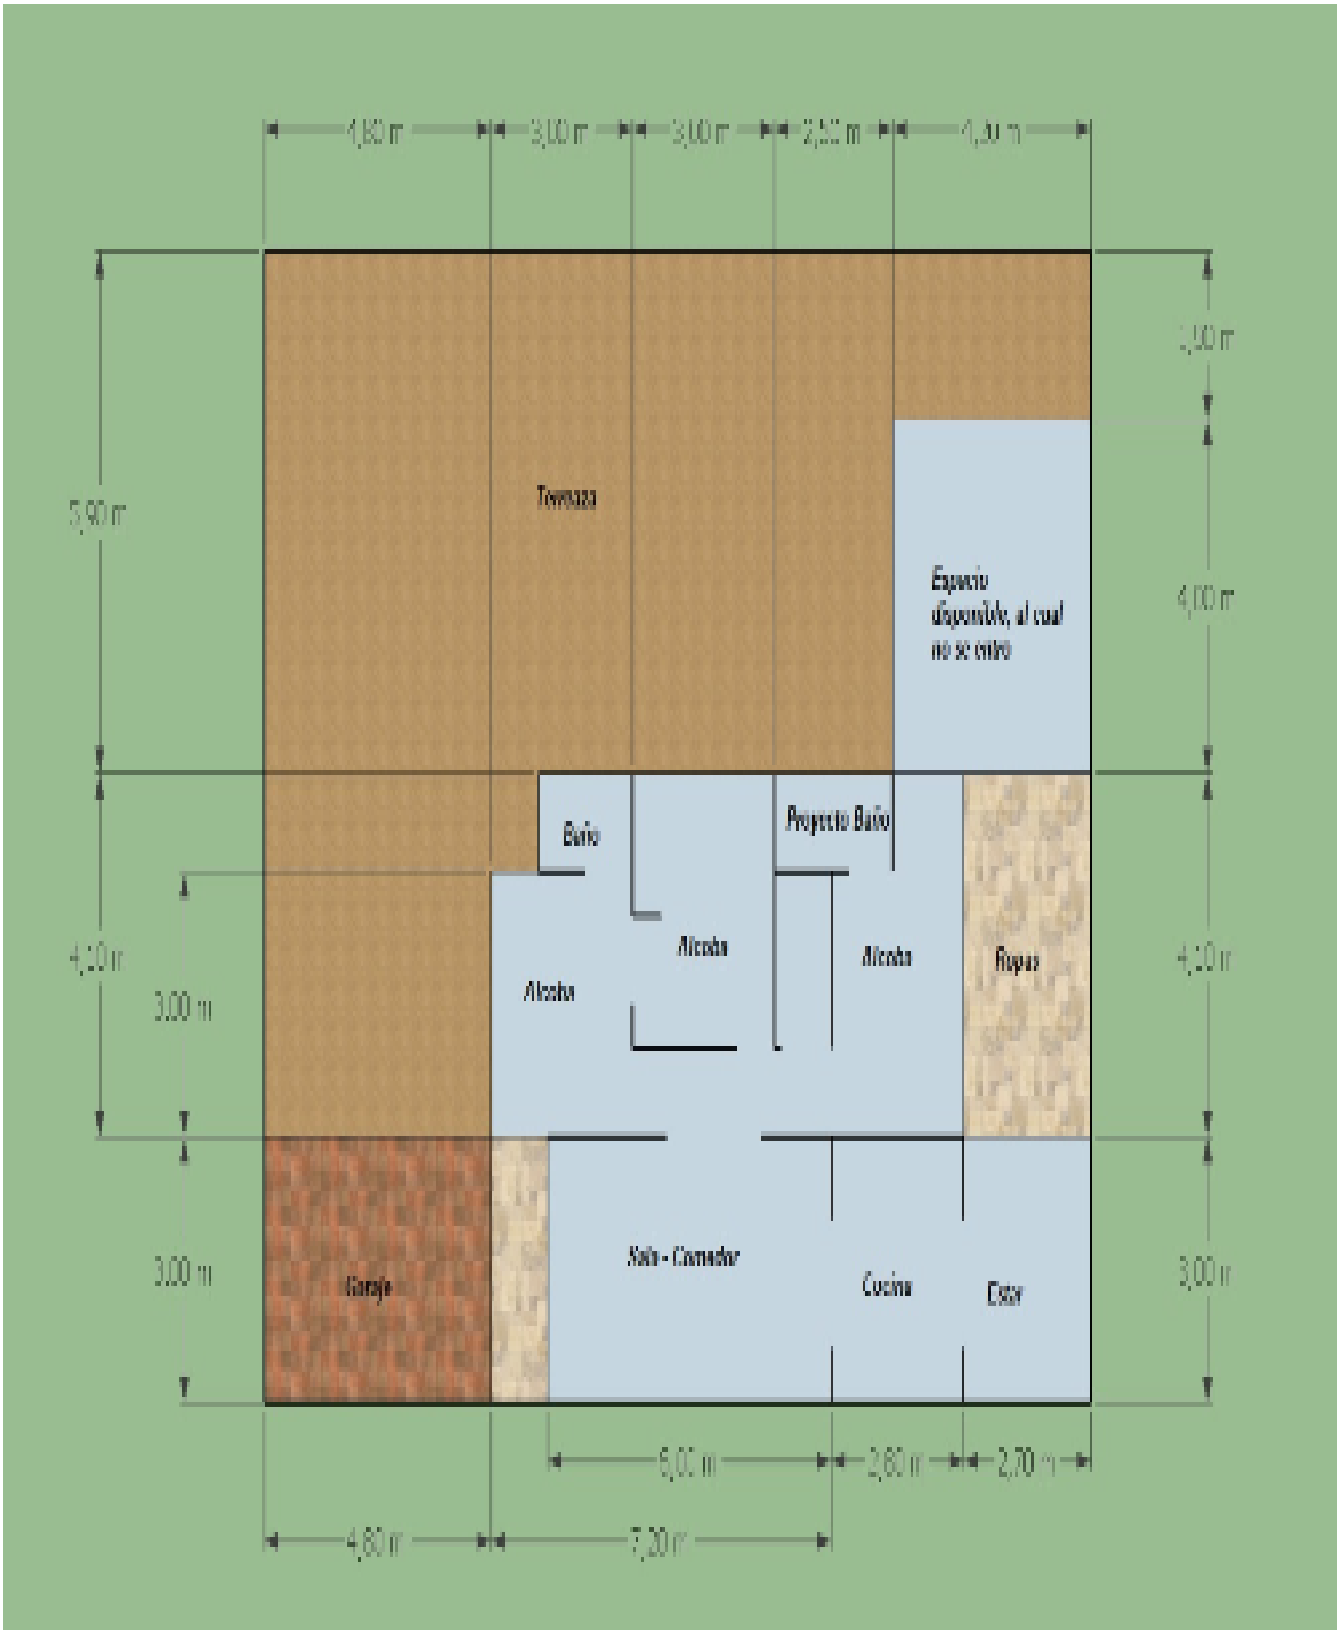 4,80 m
3,00 m
3,00 m
2,50 m
4,20 m
1,90 m
5,90 m
4,00 m
Terraza
Espacio
disponible, al cual
no se entro
Baño
Proyecto Baño
4,10 m
4,10 m
3,00 m
Alcoba
Alcoba
Alcoba
Ropas
3,00 m
3,00 m
Garaje
Sala - Comedor
Cocina
Estar
6,00 m
2,80 m
2,70 m
4,80 m
7,20 m